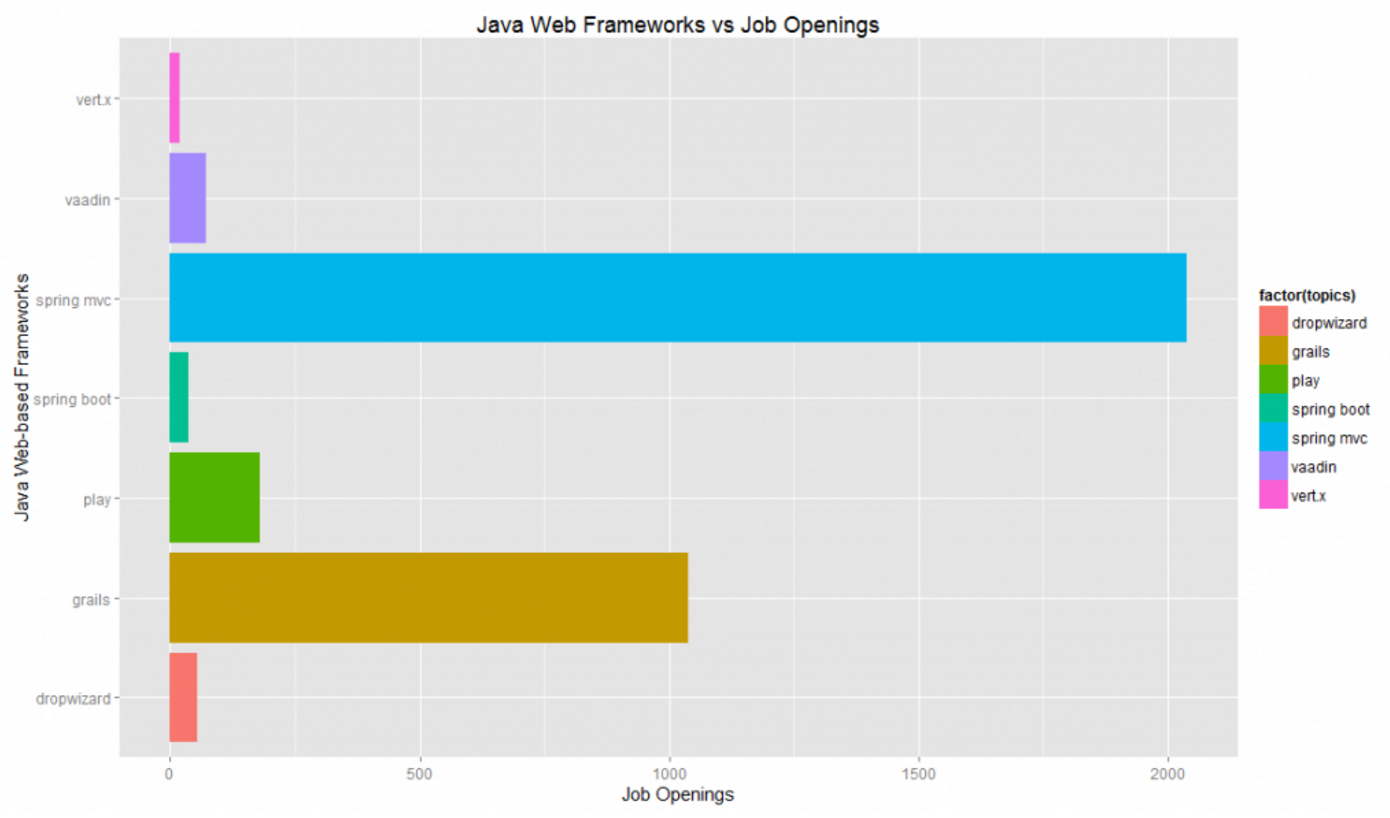 Java Web Frameworks vs Job Openings
vert.x
vaadin
spring mvc
spring boot
play
grails
dropwizard
Java Web-based Frameworks
0 500 1000 1500 2000
Job Openings
factor(topics)
dropwizard
grails
play
spring boot
spring mvc
vaadin
vert.x